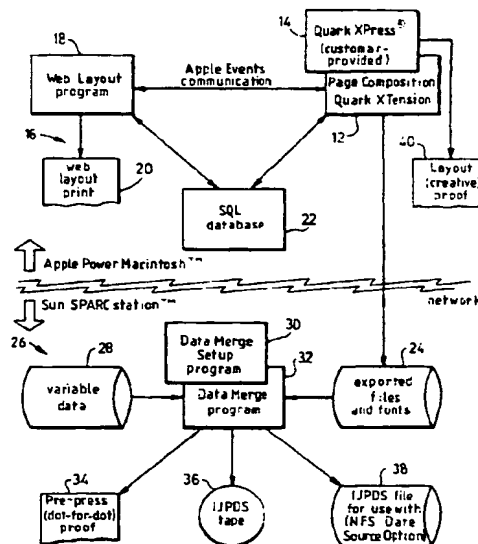 14
Quark XPress®
(customer-
provided)
18
Web Layout
program
Apple Events
communication
Page Composition
Quark XTension
12
16
web
layout
print
20
40
Layout
(creative)
proof
SQL
database
22
Apple Power Macintosh™
Sun SPARCstation™
network
26
28
variable
data
30
Data Merge
Setup
program
32
Data Merge
program
24
exported
files
and fonts
34
Pre-press
(dot-for-dot)
proof
36
IJPDS
tape
38
IJPDS file
for use with
(NFS Date
Source Option)